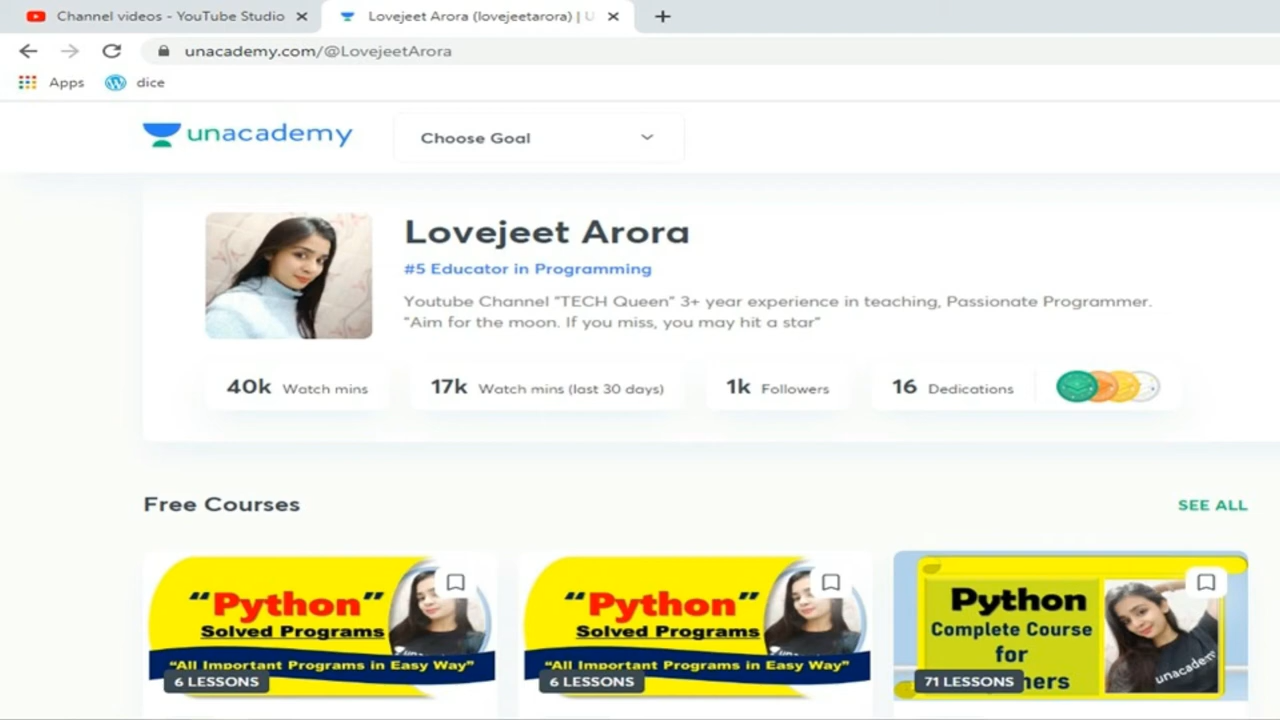 Channel videos - YouTube Studio
Lovejeet Arora (lovejeetarora) | U
unacademy.com/@LovejeetArora
Apps
dice
unacademy
Choose Goal
Lovejeet Arora
#5 Educator in Programming
Youtube Channel "TECH Queen" 3+ year experience in teaching, Passionate Programmer.
"Aim for the moon. If you miss, you may hit a star"
40k Watch mins
17k Watch mins (last 30 days)
1k Followers
16 Dedications
Free Courses
SEE ALL
“Python”
Solved Programs
“All Important Programs in Easy Way”
6 LESSONS
“Python”
Solved Programs
“All Important Programs in Easy Way”
6 LESSONS
Python
Complete Course
for
unacademy
71 LESSONS